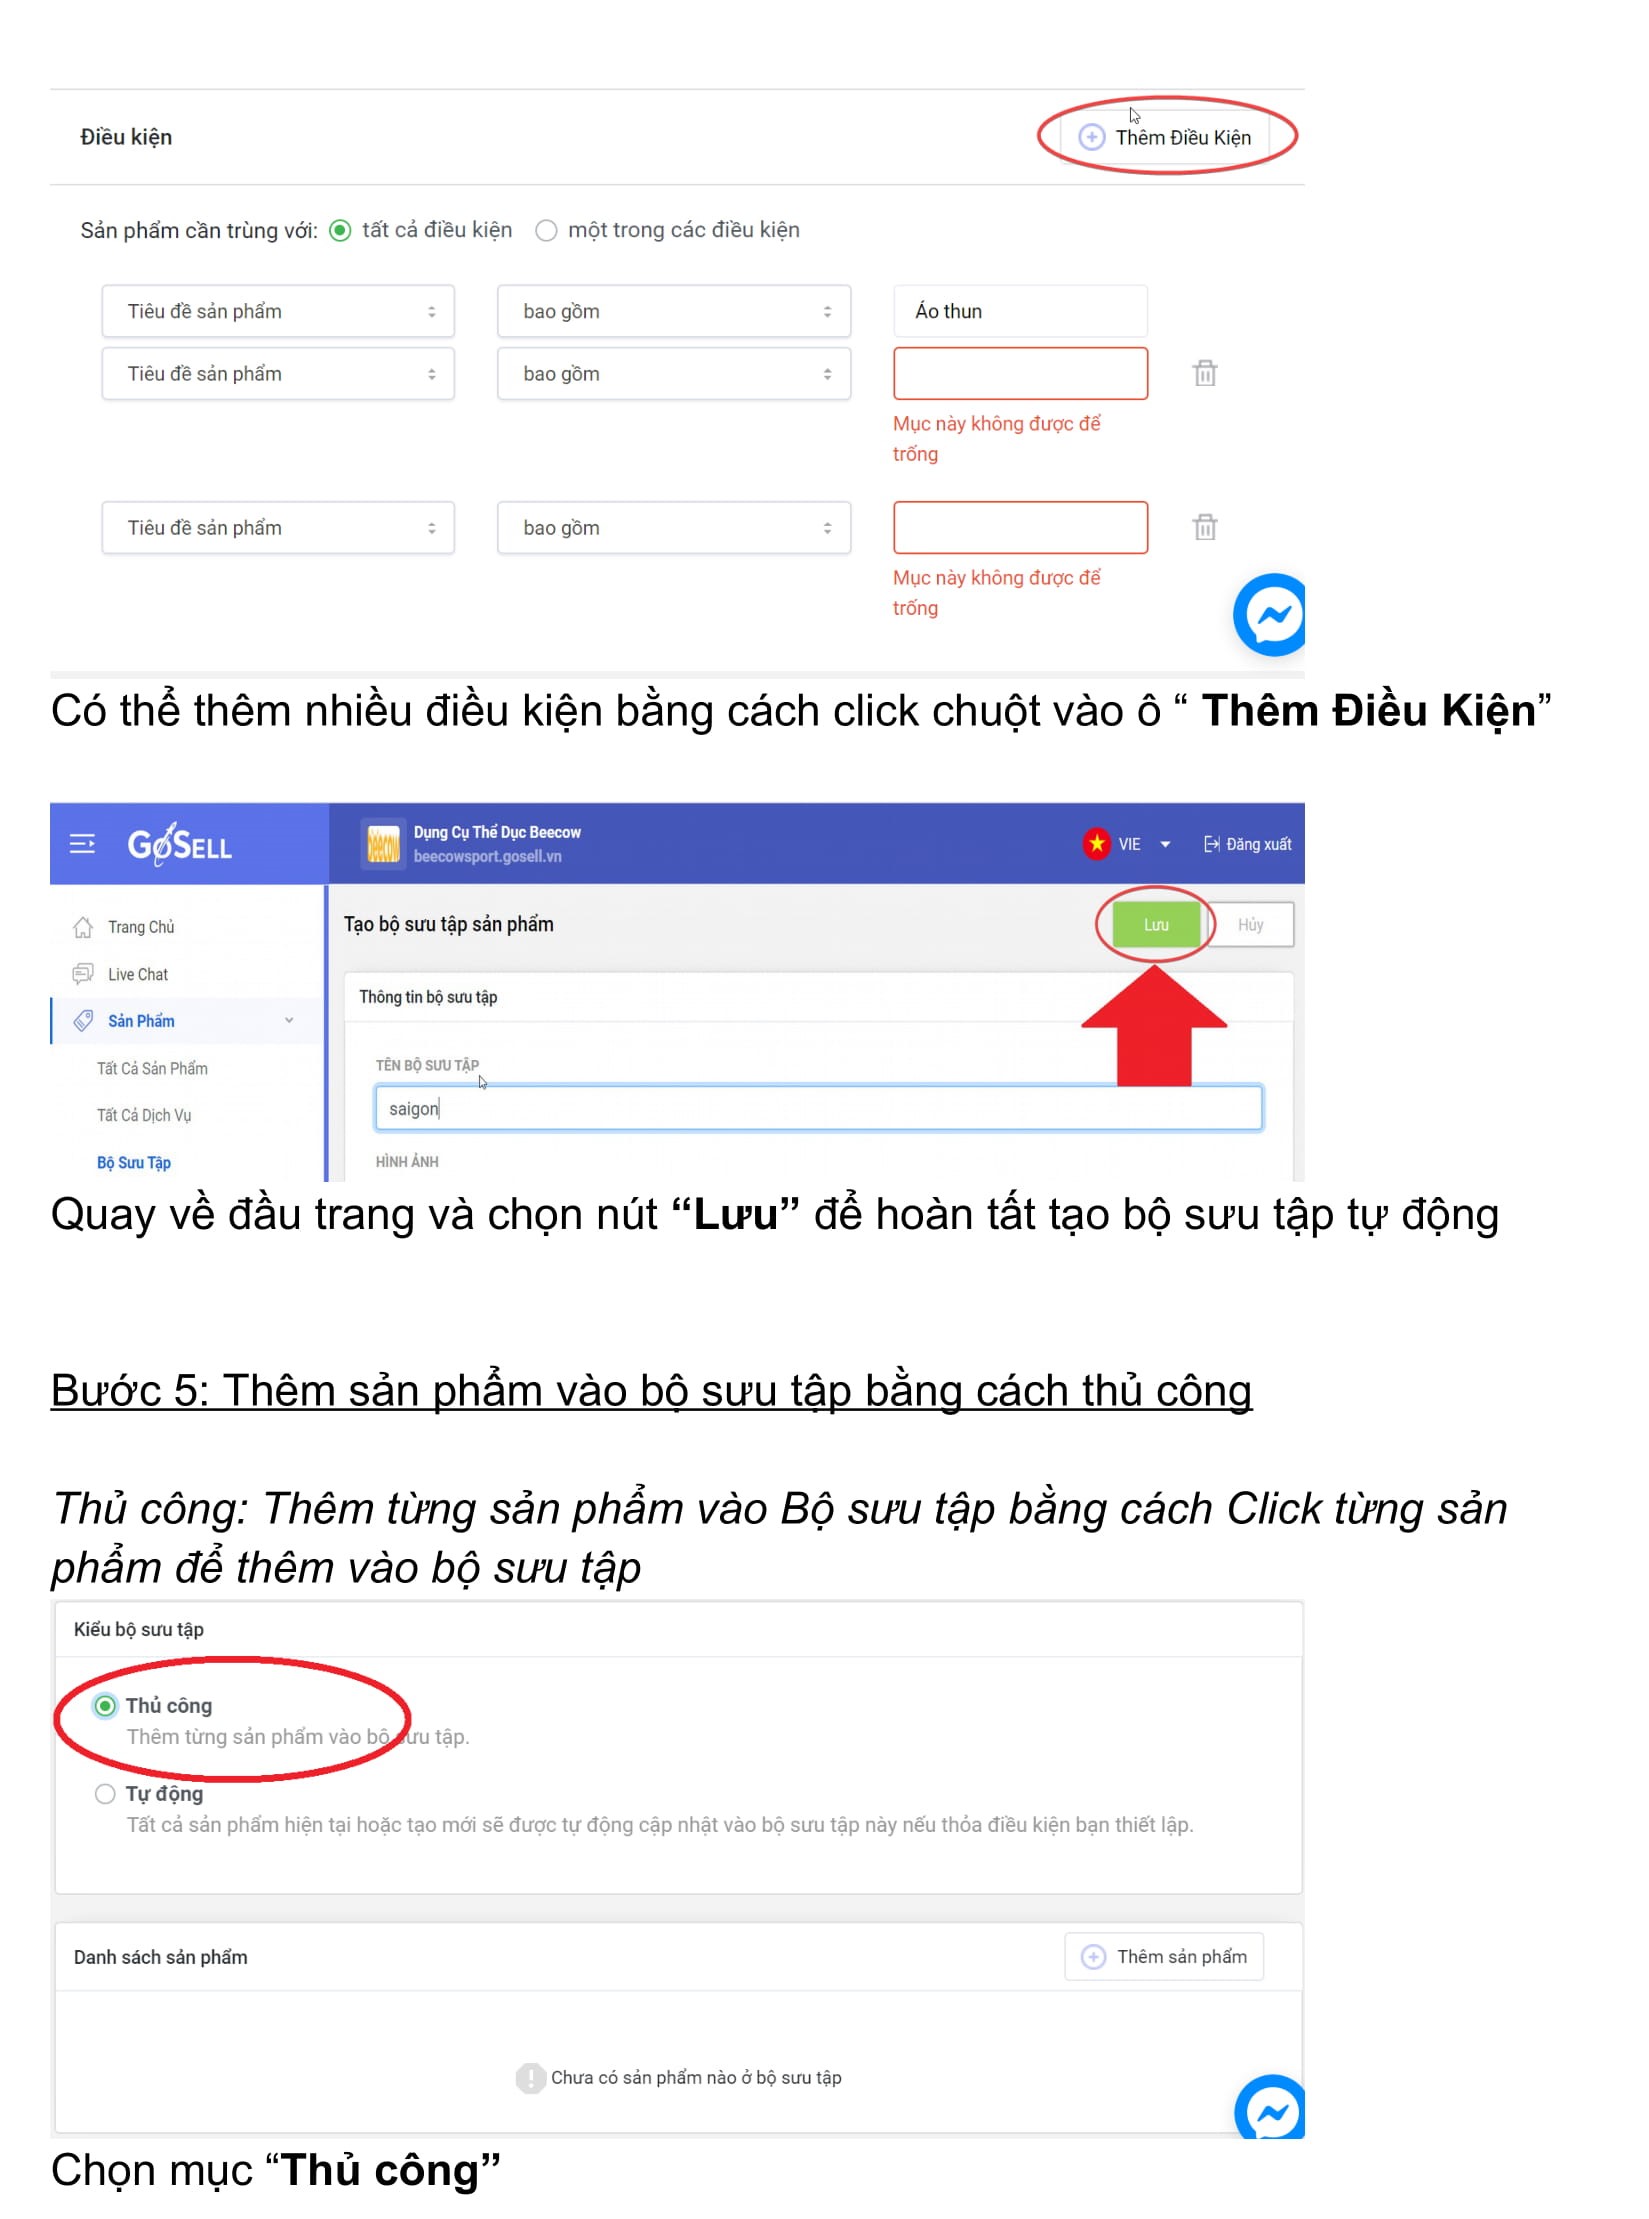 Điều kiện
Thêm Điều Kiện
Sản phẩm cần trùng với: tất cả điều kiện một trong các điều kiện
Tiêu đề sản phẩm bao gồm Áo thun
Tiêu đề sản phẩm bao gồm
Mục này không được để
trống
Tiêu đề sản phẩm bao gồm
Mục này không được để
trống
Có thể thêm nhiều điều kiện bằng cách click chuột vào ô “ Thêm Điều Kiện”
GOSELL
beecow
Dụng Cụ Thể Dục Beecow
beecowsport.gosell.vn
VIE
Đăng xuất
Trang Chủ
Live Chat
Sản Phẩm
Tất Cả Sản Phẩm
Tất Cả Dịch Vụ
Bộ Sưu Tập
Tạo bộ sưu tập sản phẩm
Lưu
Hủy
Thông tin bộ sưu tập
TÊN BỘ SƯU TẬP
saigon
HÌNH ẢNH
Quay về đầu trang và chọn nút “Lưu” để hoàn tất tạo bộ sưu tập tự động
Bước 5: Thêm sản phẩm vào bộ sưu tập bằng cách thủ công
Thủ công: Thêm từng sản phẩm vào Bộ sưu tập bằng cách Click từng sản
phẩm để thêm vào bộ sưu tập
Kiểu bộ sưu tập
Thủ công
Thêm từng sản phẩm vào bộ sưu tập.
Tự động
Tất cả sản phẩm hiện tại hoặc tạo mới sẽ được tự động cập nhật vào bộ sưu tập này nếu thỏa điều kiện bạn thiết lập.
Danh sách sản phẩm
Thêm sản phẩm
Chưa có sản phẩm nào ở bộ sưu tập
Chọn mục “Thủ công”